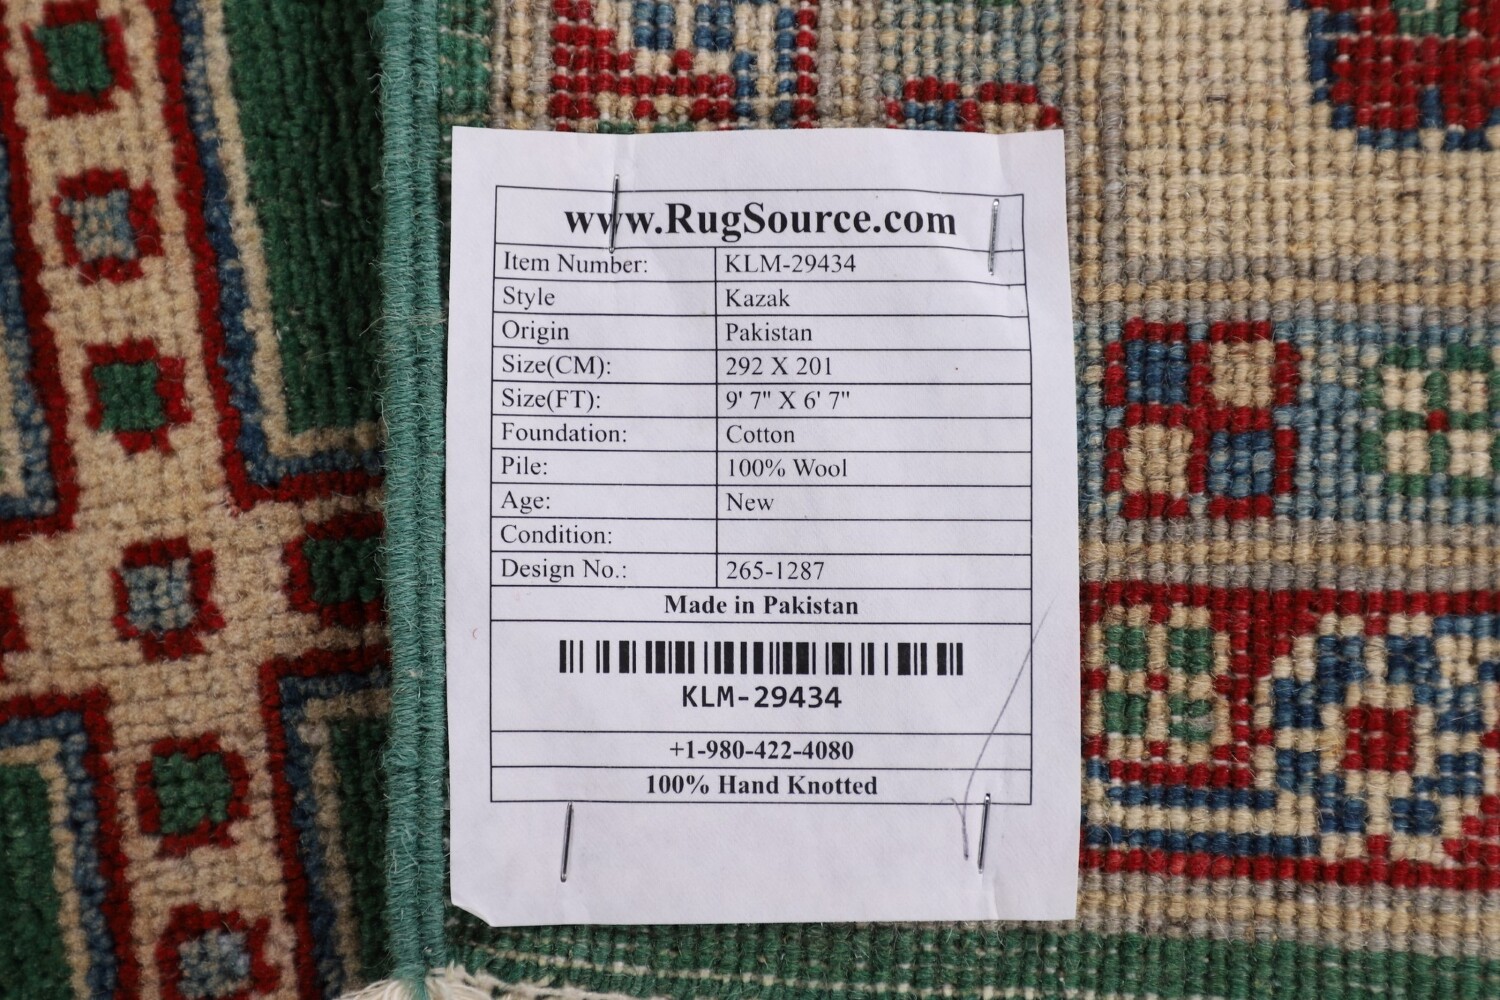 www.RugSource.com
Item Number: KLM-29434
Style Kazak
Origin Pakistan
Size(CM): 292 X 201
Size(FT): 9' 7" X 6' 7"
Foundation: Cotton
Pile: 100% Wool
Age: New
Condition:
Design No.: 265-1287
Made in Pakistan
KLM-29434
+1-980-422-4080
100% Hand Knotted